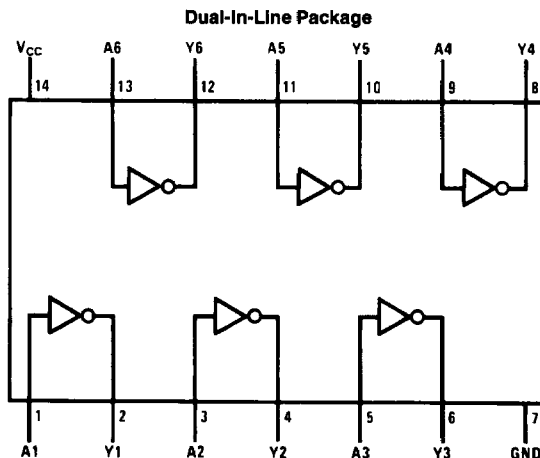 Dual-In-Line Package
VCC A6 Y6 A5 Y5 A4 Y4
14 13 12 11 10 9 8
1 2 3 4 5 6 7
A1 Y1 A2 Y2 A3 Y3 GND